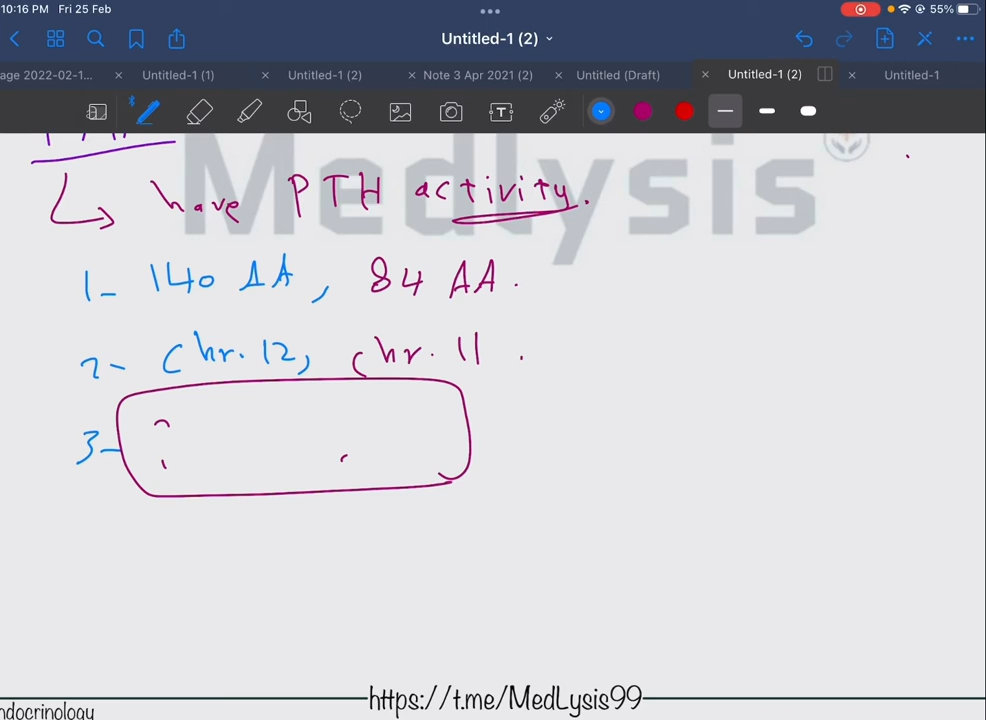 10:16 PM Fri 25 Feb 55%
Untitled-1 (2)
age 2022-02-1... Untitled-1 (1) Untitled-1 (2) Note 3 Apr 2021 (2) Untitled (Draft) Untitled-1 (2) Untitled-1
Medlysis
have PTH activity.
1- 140 AA, 84 AA.
2- Chr. 12, Chr. 11.
3-
https://t.me/MedLysis99
ndocrinology